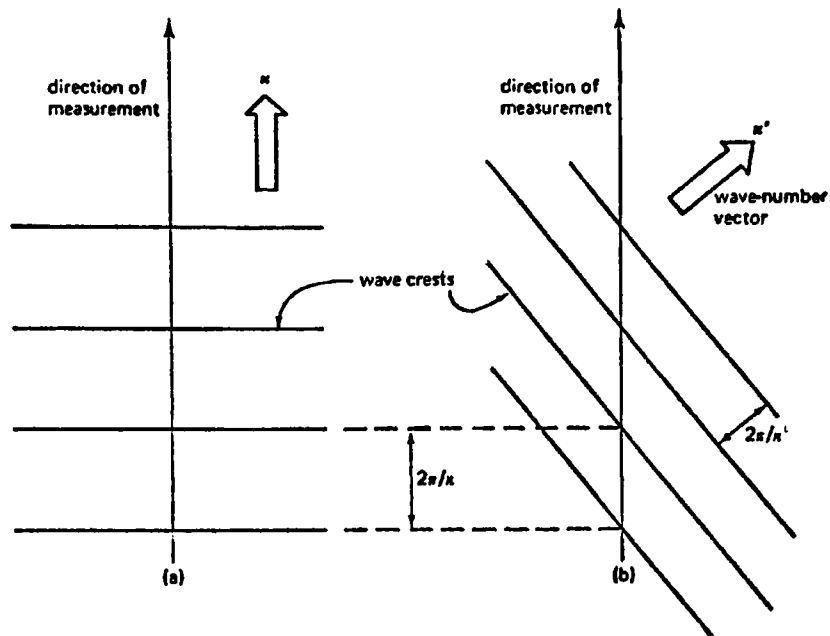 direction of
measurement
κ
direction of
measurement
κ'
wave-number
vector
wave crests
2π/κ
2π/κ'
(a)
(b)